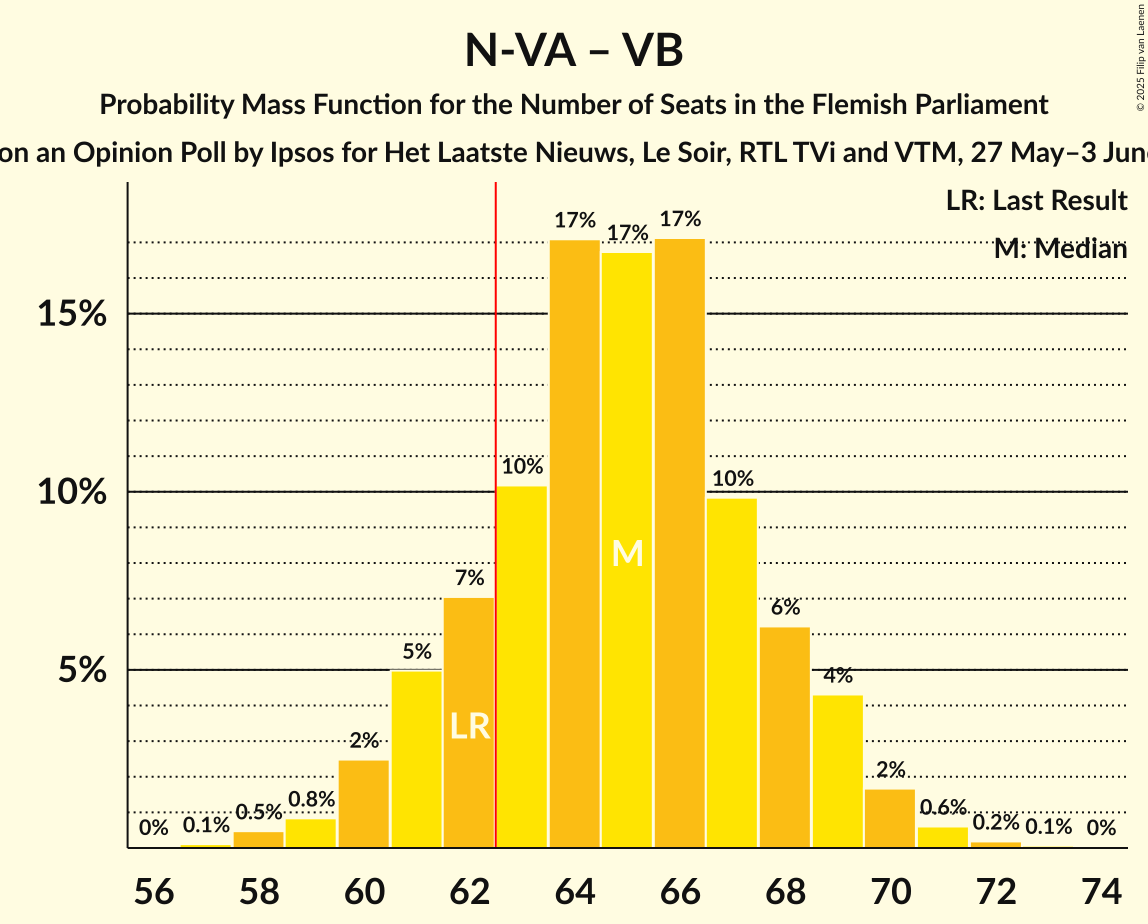 N-VA – VB
Probability Mass Function for the Number of Seats in the Flemish Parliament
on an Opinion Poll by Ipsos for Het Laatste Nieuws, Le Soir, RTL TVi and VTM, 27 May–3 June
© 2025 Filip van Laenen
LR: Last Result
M: Median
17%
17%
17%
15%
10%
10%
10%
M
7%
6%
5%
5%
4%
LR
2%
2%
0.8%
0.5%
0.6%
0% 0.1%
0.2% 0.1% 0%
56 58 60 62 64 66 68 70 72 74